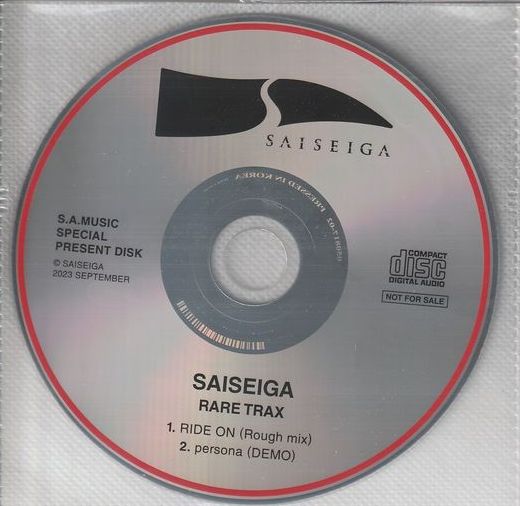 SAISEIGA
PRESSED IN KOREA
S.A.MUSIC
SPECIAL
PRESENT DISK
© SAISEIGA
2023 SEPTEMBER
COMPACT
disc
DIGITAL AUDIO
NOT FOR SALE
SAISEIGA
RARE TRAX
1. RIDE ON (Rough mix)
2. persona (DEMO)